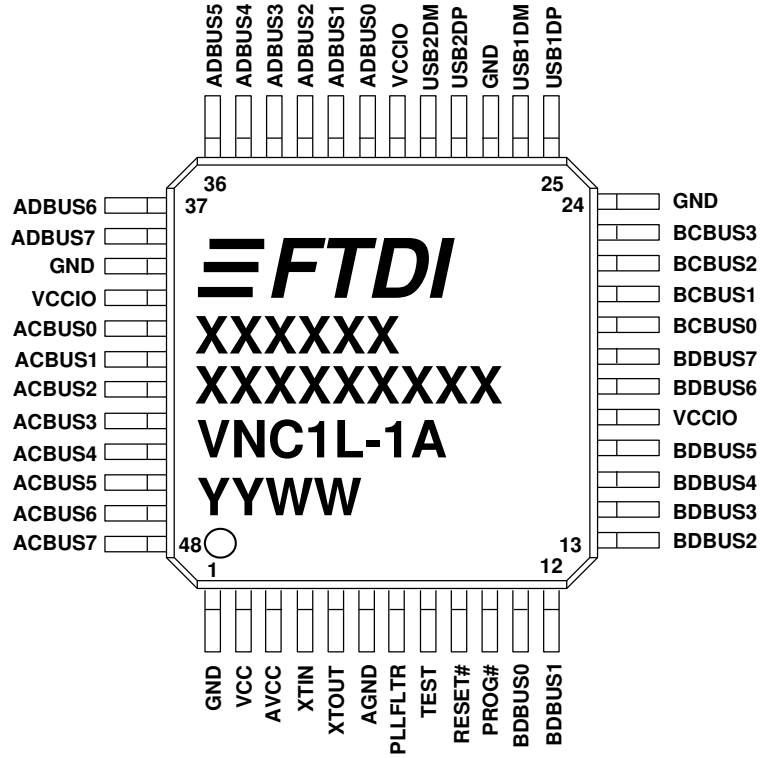 ADBUS5
ADBUS4
ADBUS3
ADBUS2
ADBUS1
ADBUS0
VCCIO
USB2DM
USB2DP
GND
USB1DM
USB1DP
36
25
37
24
ADBUS6
ADBUS7
GND
VCCIO
ACBUS0
ACBUS1
ACBUS2
ACBUS3
ACBUS4
ACBUS5
ACBUS6
ACBUS7
FTDI
XXXXXX
XXXXXXXXX
VNC1L-1A
YYWW
GND
BCBUS3
BCBUS2
BCBUS1
BCBUS0
BDBUS7
BDBUS6
VCCIO
BDBUS5
BDBUS4
BDBUS3
BDBUS2
48
13
1
12
GND
VCC
AVCC
XTIN
XTOUT
AGND
PLLFLTR
TEST
RESET#
PROG#
BDBUS0
BDBUS1